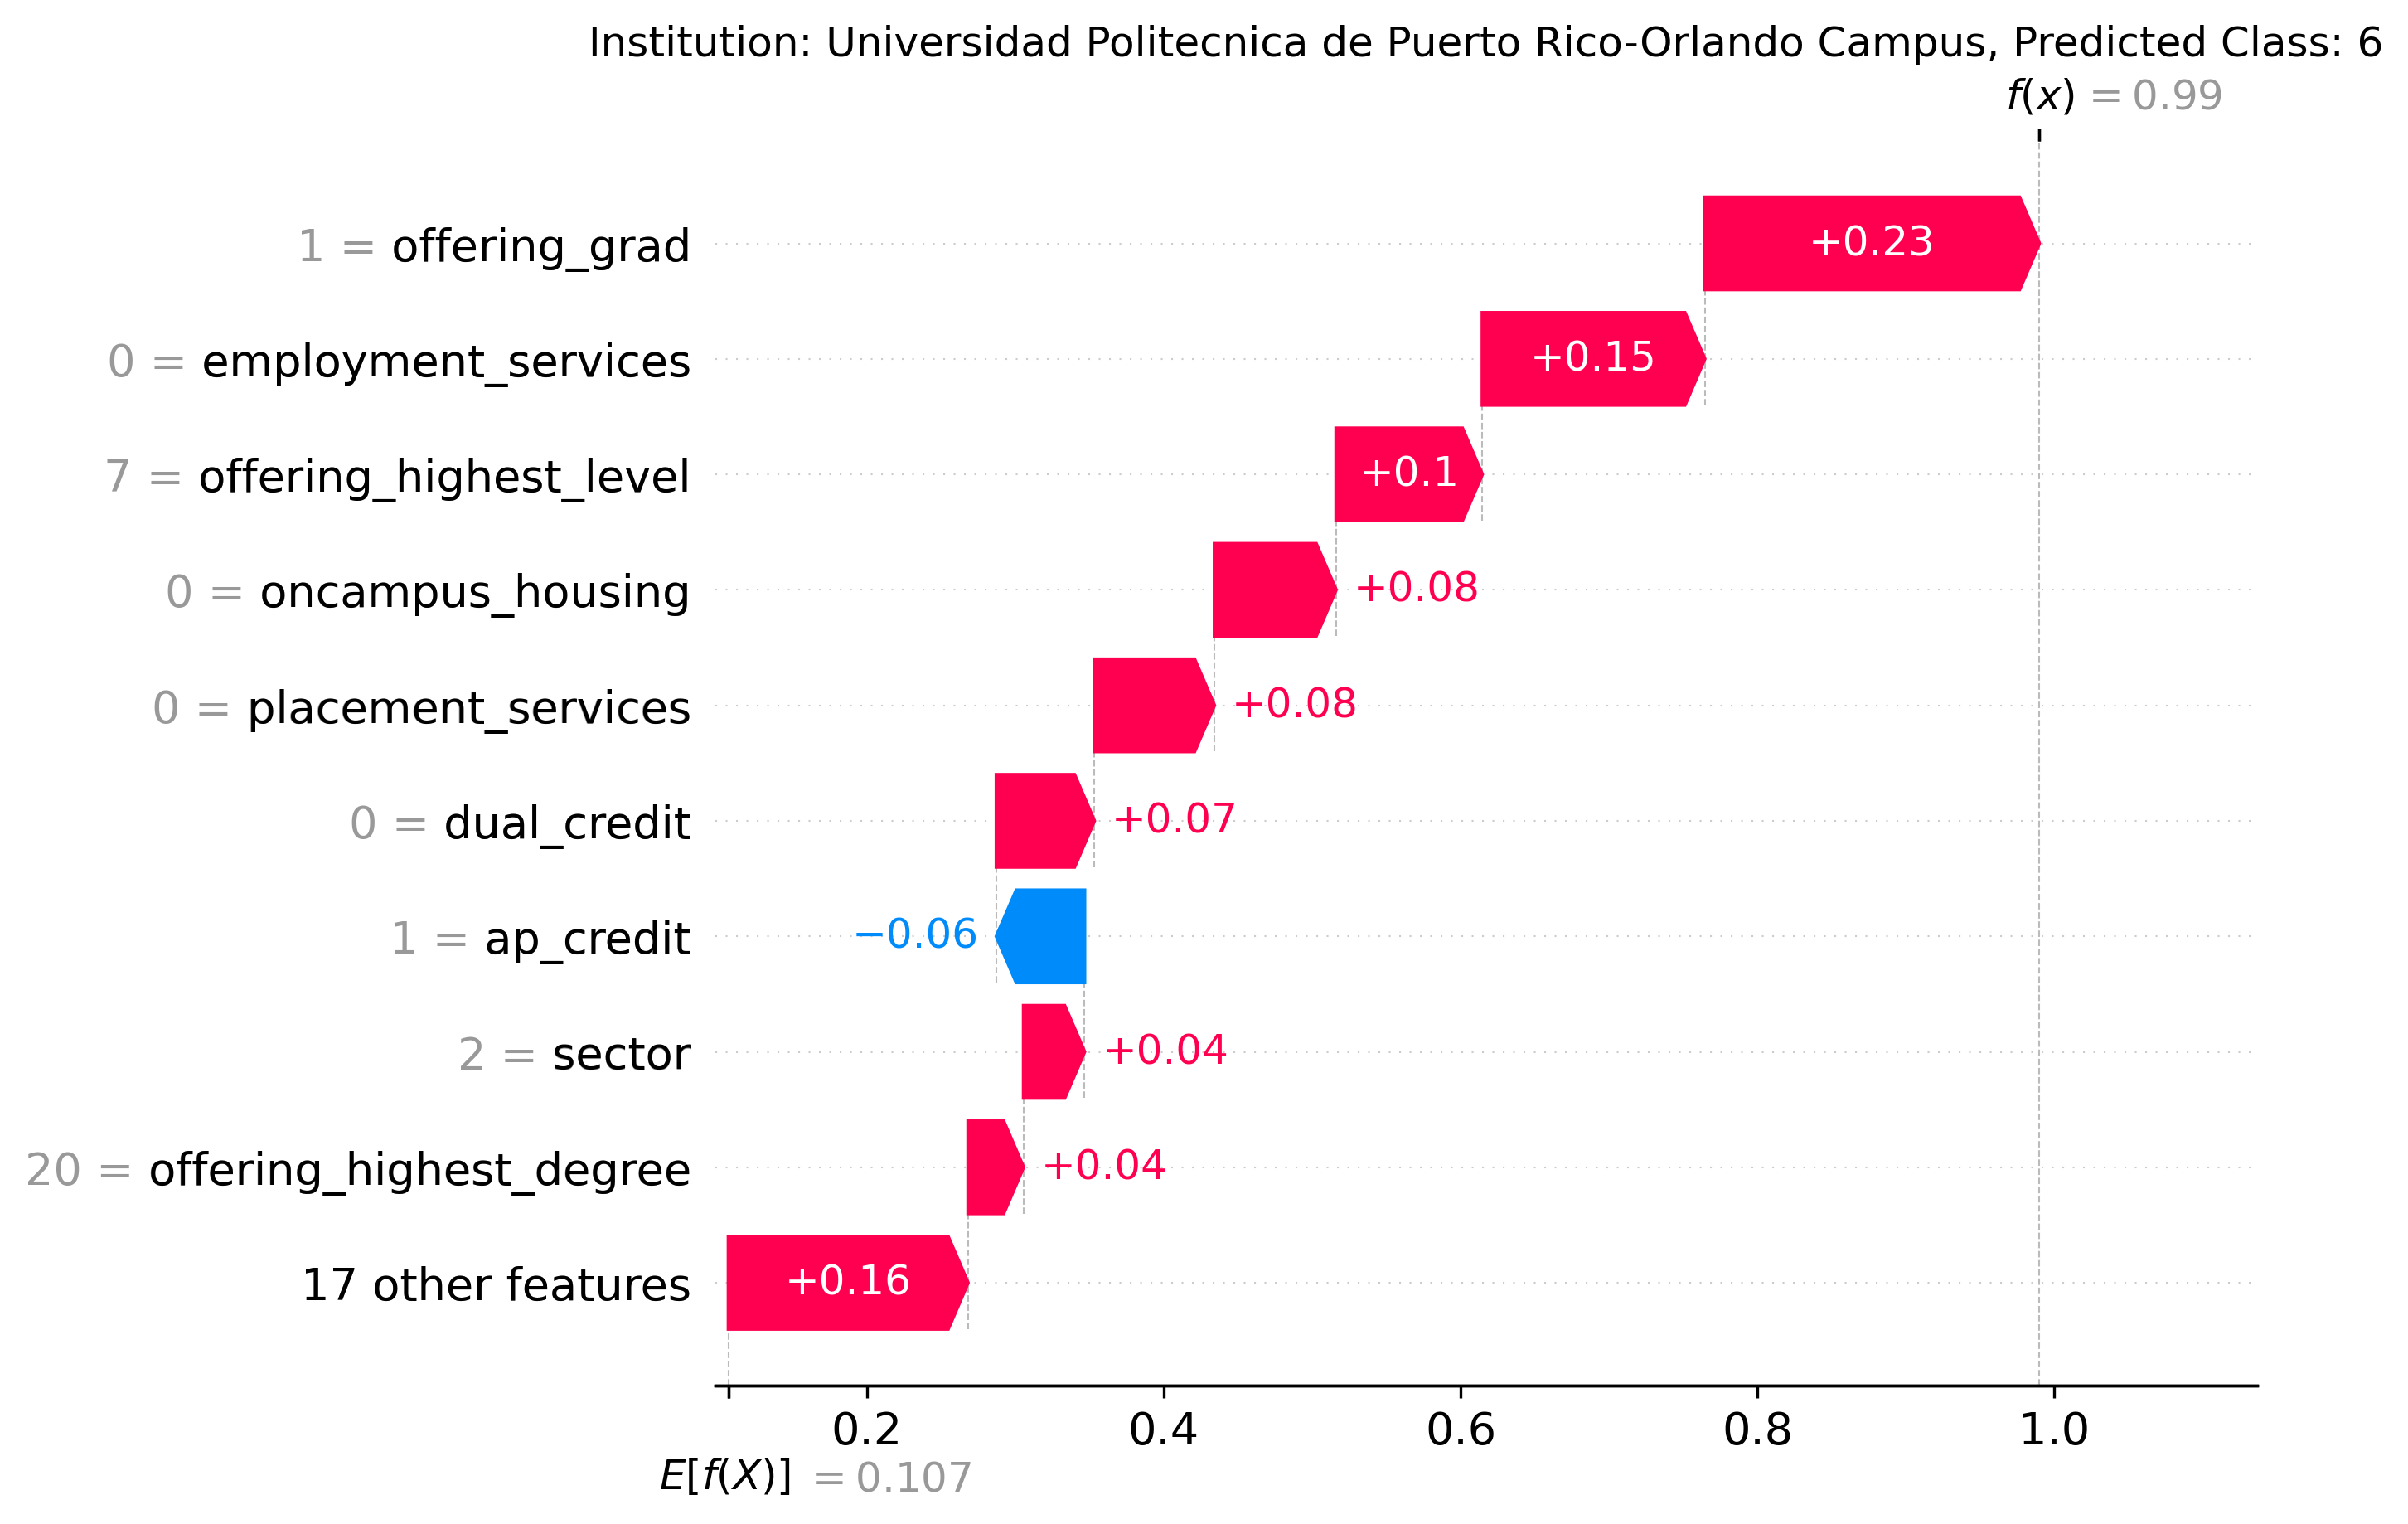 Institution: Universidad Politecnica de Puerto Rico-Orlando Campus, Predicted Class: 6
f(x) = 0.99
1 = offering_grad +0.23
0 = employment_services +0.15
7 = offering_highest_level +0.1
0 = oncampus_housing +0.08
0 = placement_services +0.08
0 = dual_credit +0.07
1 = ap_credit −0.06
2 = sector +0.04
20 = offering_highest_degree +0.04
17 other features +0.16
0.2 0.4 0.6 0.8 1.0
E[f(X)] = 0.107